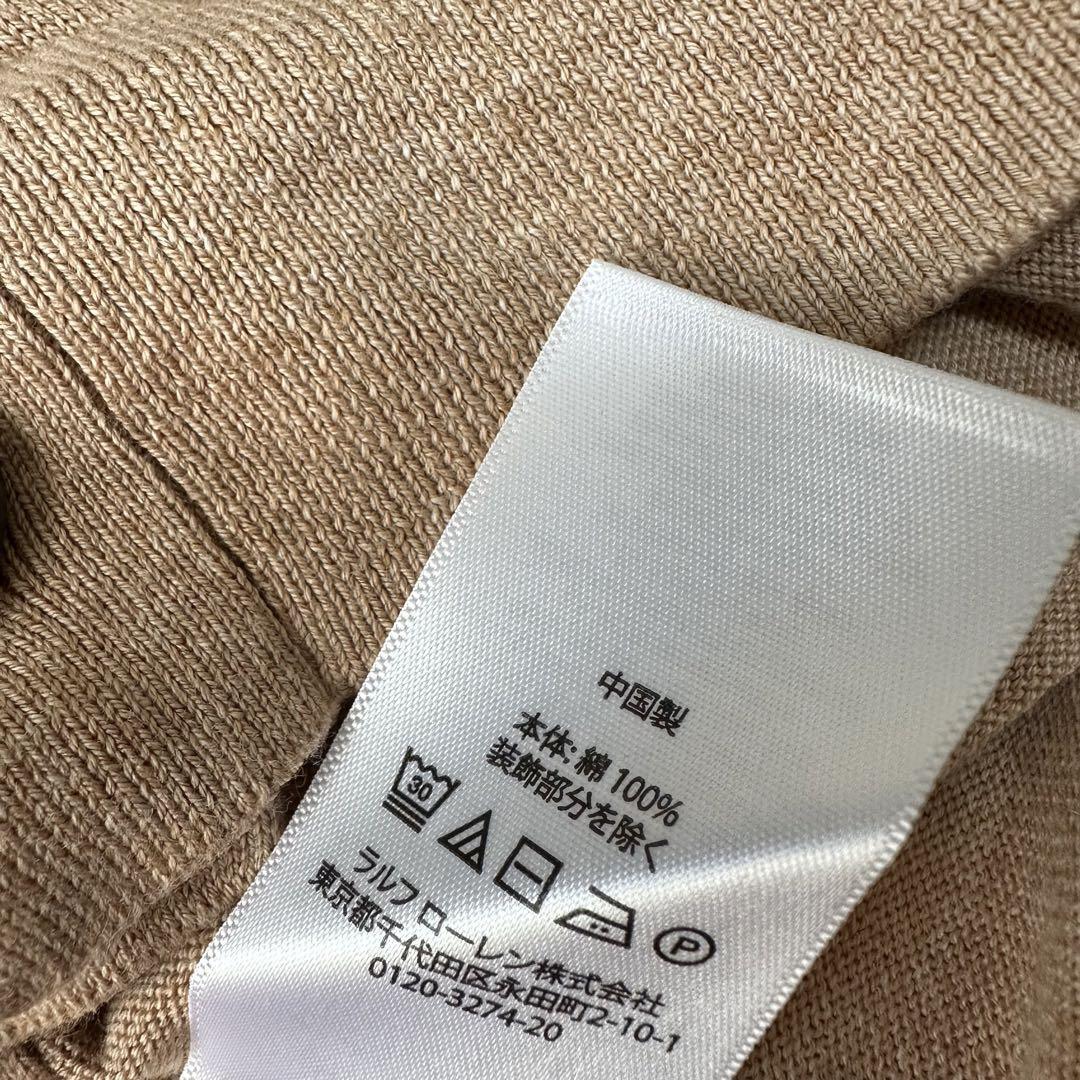 中国製
本体; 綿 100%
装飾部分を除く
30
P
ラルフ ローレン株式会社
東京都千代田区永田町2-10-1
0120-3274-20